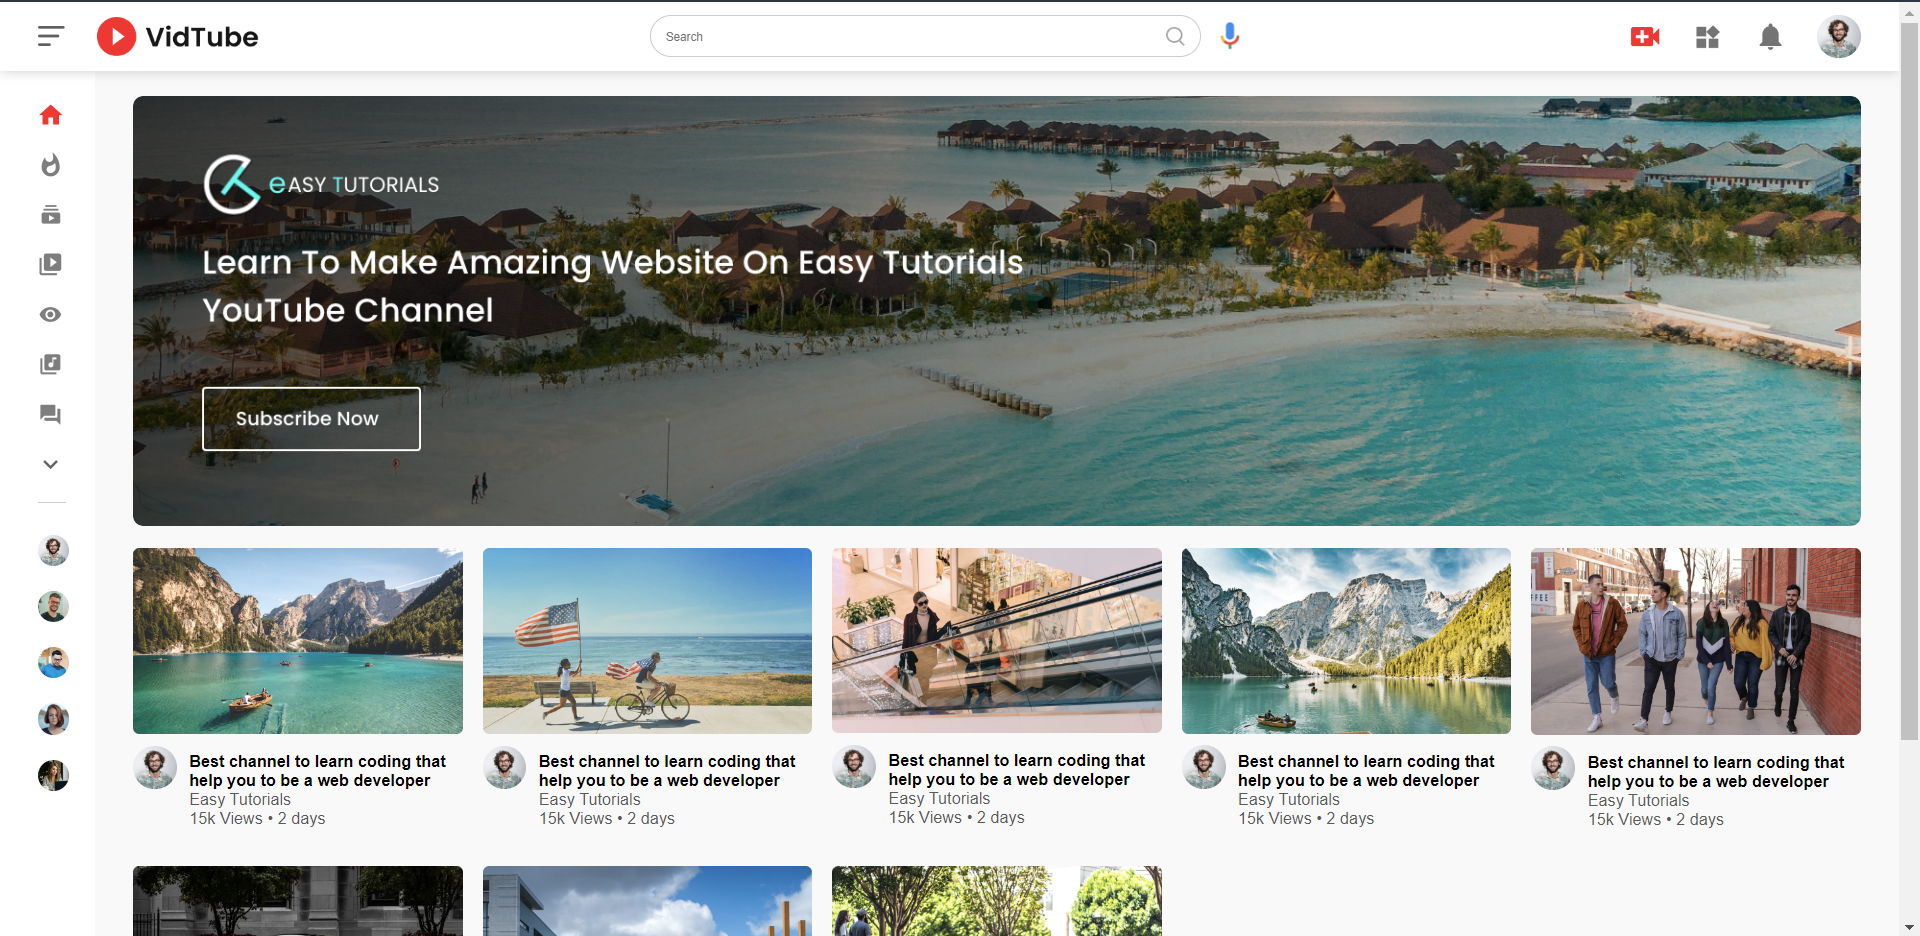 VidTube
Search
eASY TUTORIALS
Learn To Make Amazing Website On Easy Tutorials
YouTube Channel
Subscribe Now
FFEE
Best channel to learn coding that
help you to be a web developer
Easy Tutorials
15k Views • 2 days
Best channel to learn coding that
help you to be a web developer
Easy Tutorials
15k Views • 2 days
Best channel to learn coding that
help you to be a web developer
Easy Tutorials
15k Views • 2 days
Best channel to learn coding that
help you to be a web developer
Easy Tutorials
15k Views • 2 days
Best channel to learn coding that
help you to be a web developer
Easy Tutorials
15k Views • 2 days